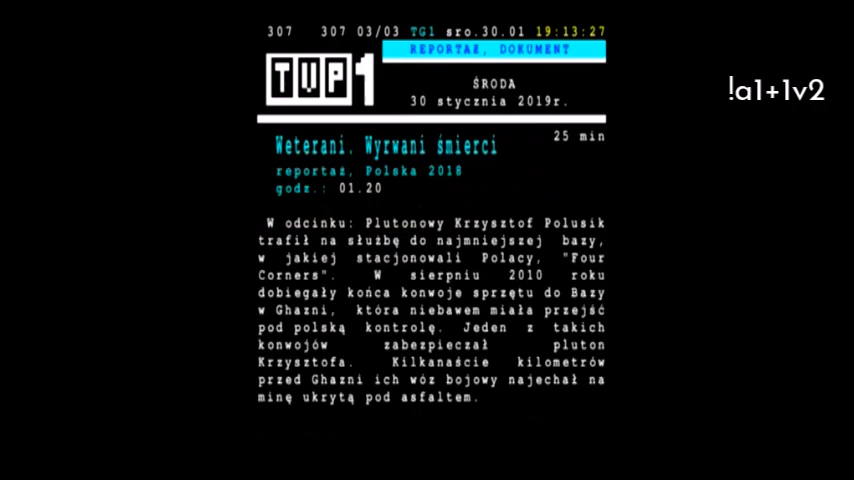 307 307 03/03 TG1 sro.30.01 19:13:27
REPORTAŻ, DOKUMENT
TVP1
ŚRODA
30 stycznia 2019r.
!a1+1v2
25 min
Weterani. Wyrwani śmierci
reportaż, Polska 2018
godz.: 01.20
W odcinku: Plutonowy Krzysztof Polusik
trafił na służbę do najmniejszej bazy,
w jakiej stacjonowali Polacy, "Four
Corners". W sierpniu 2010 roku
dobiegały końca konwoje sprzętu do Bazy
w Ghazni, która niebawem miała przejść
pod polską kontrolę. Jeden z takich
konwojów zabezpieczał pluton
Krzysztofa. Kilkanaście kilometrów
przed Ghazni ich wóz bojowy najechał na
minę ukrytą pod asfaltem.